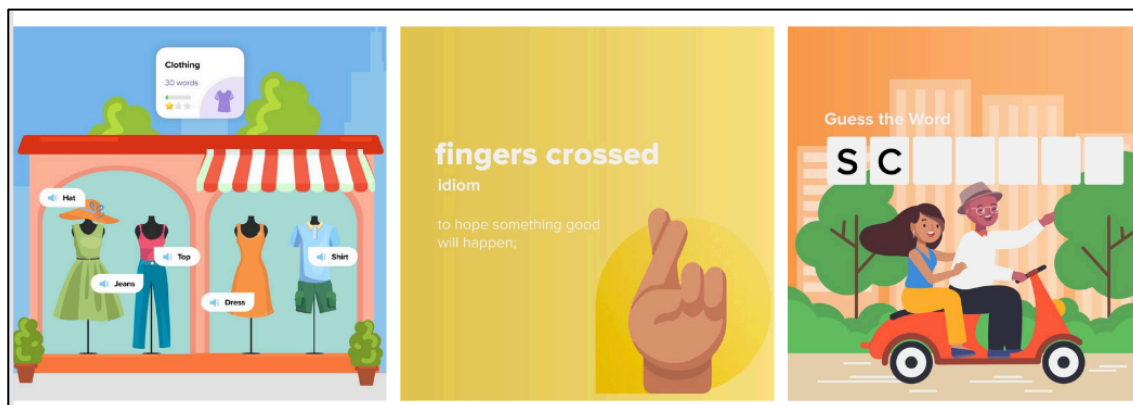 Clothing
30 words
Hat
Top
Jeans
Shirt
Dress
fingers crossed
idiom
to hope something good
will happen;
Guess the Word
S C